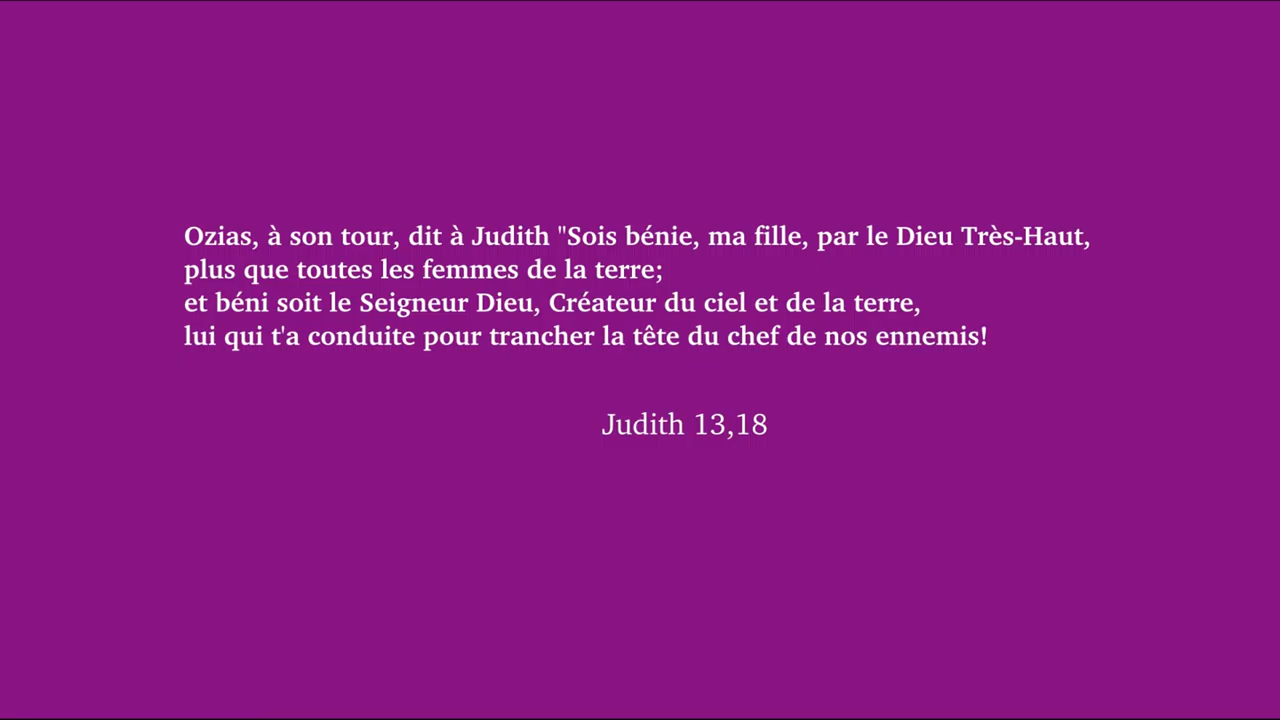 Ozias, à son tour, dit à Judith "Sois bénie, ma fille, par le Dieu Très-Haut,
plus que toutes les femmes de la terre;
et béni soit le Seigneur Dieu, Créateur du ciel et de la terre,
lui qui t'a conduite pour trancher la tête du chef de nos ennemis!
Judith 13,18